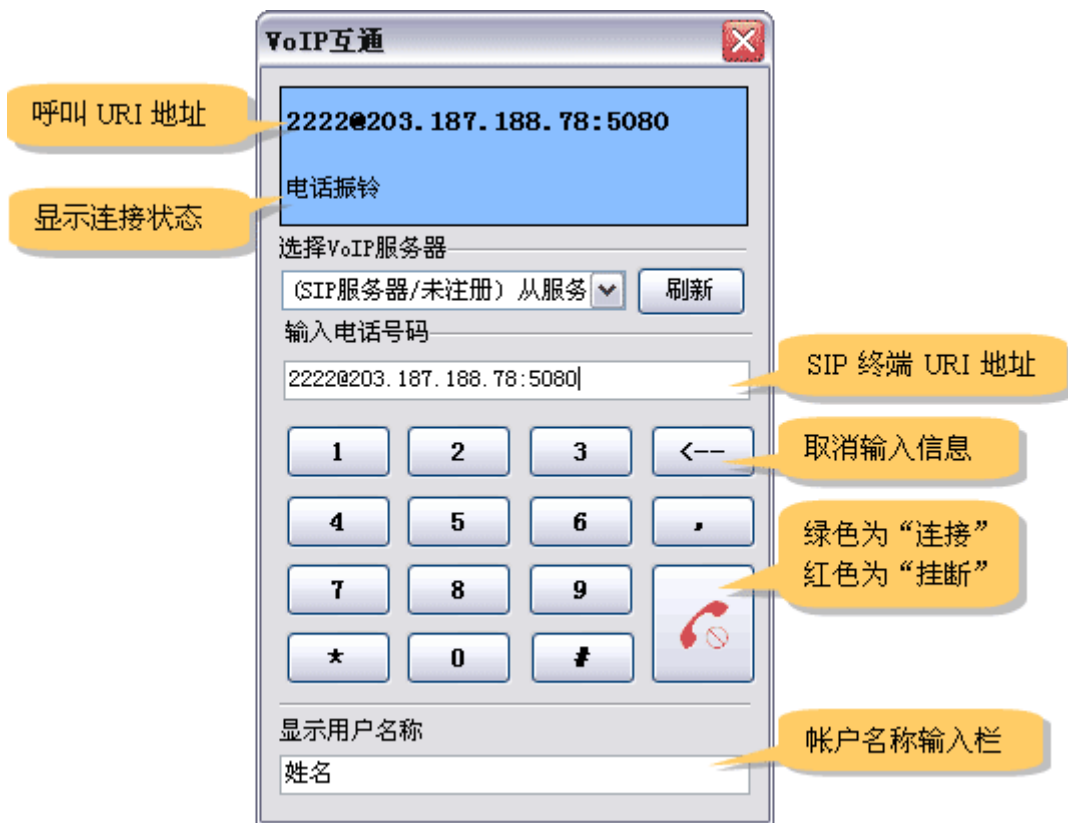 VoIP互通
呼叫 URI 地址
2222@203.187.188.78:5080
显示连接状态
电话振铃
选择VoIP服务器
(SIP服务器/未注册) 从服务
刷新
输入电话号码
2222@203.187.188.78:5080
SIP 终端 URI 地址
1 2 3 <--
取消输入信息
4 5 6 ,
绿色为“连接”
红色为“挂断”
7 8 9
* 0 #
显示用户名称
姓名
帐户名称输入栏